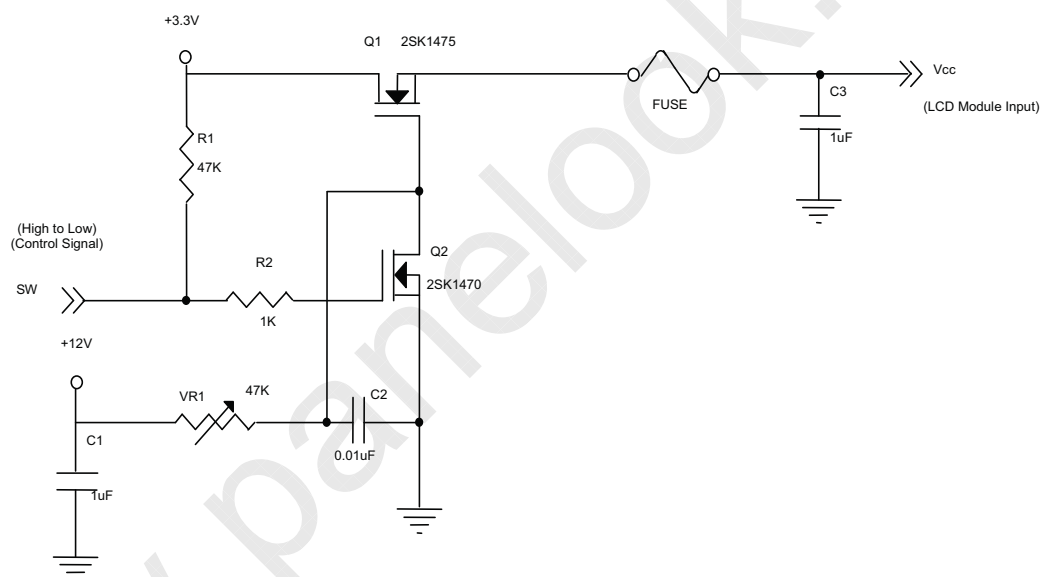 +3.3V
Q1 2SK1475
Vcc
FUSE
C3
(LCD Module Input)
1uF
R1
47K
(High to Low)
(Control Signal)
Q2
R2
2SK1470
SW
1K
+12V
VR1
47K
C2
C1
0.01uF
1uF
panelook.